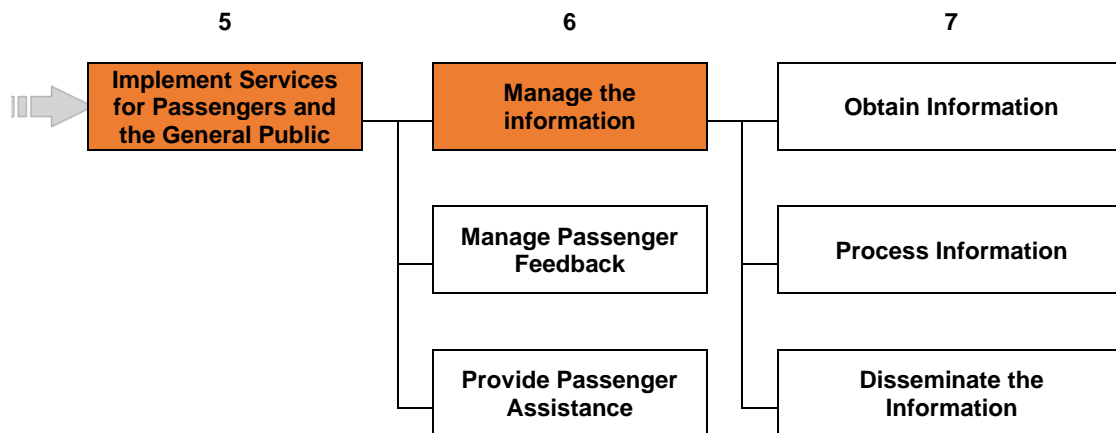 5
6
7
Implement Services
for Passengers and
the General Public
Manage the
information
Obtain Information
Manage Passenger
Feedback
Process Information
Provide Passenger
Assistance
Disseminate the
Information